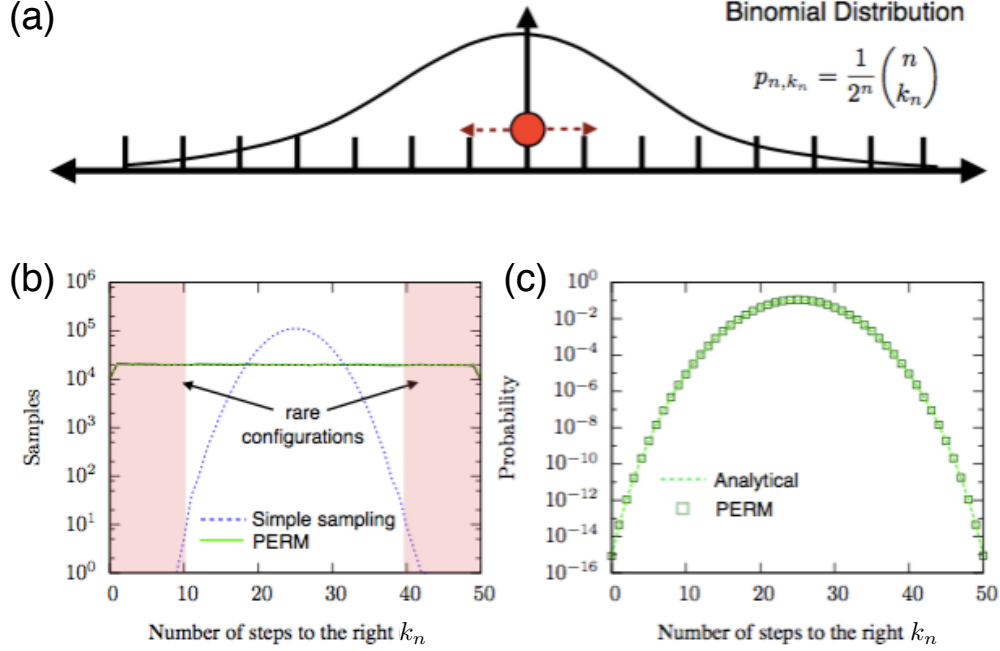 (a)
Binomial Distribution
p_{n,k_n} = \frac{1}{2^n} \binom{n}{k_n}
(b)
10^6
10^5
10^4
10^3
10^2
10^1
10^0
Samples
rare
configurations
Simple sampling
PERM
0 10 20 30 40 50
Number of steps to the right k_n
(c)
10^0
10^{-2}
10^{-4}
10^{-6}
10^{-8}
10^{-10}
10^{-12}
10^{-14}
10^{-16}
Probability
Analytical
PERM
0 10 20 30 40 50
Number of steps to the right k_n